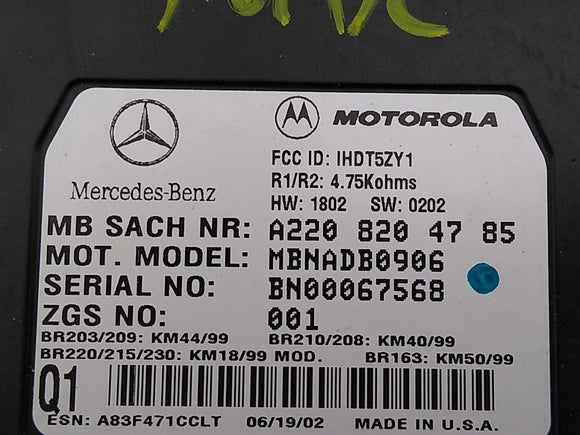 MOTOROLA
FCC ID: IHDT5ZY1
R1/R2: 4.75Kohms
Mercedes-Benz
HW: 1802 SW: 0202
MB SACH NR: A220 820 47 85
MOT. MODEL: MBNADB0906
SERIAL NO: BN00067568
ZGS NO: 001
BR203/209: KM44/99 BR210/208: KM40/99
BR220/215/230: KM18/99 MOD. BR163: KM50/99
Q1
ESN: A83F471CCLT 06/19/02 MADE IN U.S.A.